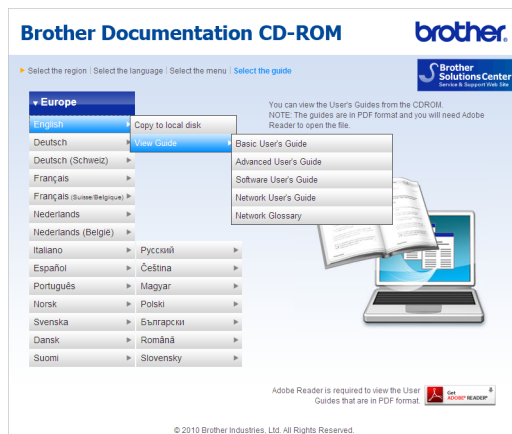 Brother Documentation CD-ROM
brother.
Select the region | Select the language | Select the menu | Select the guide
Brother
SolutionsCenter
Service & Support Web Site
Europe
You can view the User's Guides from the CDROM.
NOTE: The guides are in PDF format and you will need Adobe
Reader to open the file.
English
Copy to local disk
Deutsch
View Guide
Basic User's Guide
Deutsch (Schweiz)
Advanced User's Guide
Français
Software User's Guide
Français (Suisse/Belgique)
Network User's Guide
Nederlands
Network Glossary
Nederlands (België)
Italiano
Русский
Español
Čeština
Português
Magyar
Norsk
Polski
Svenska
Български
Dansk
Română
Suomi
Slovensky
Adobe Reader is required to view the User
Guides that are in PDF format.
Get
ADOBE® READER®
© 2010 Brother Industries, Ltd. All Rights Reserved.